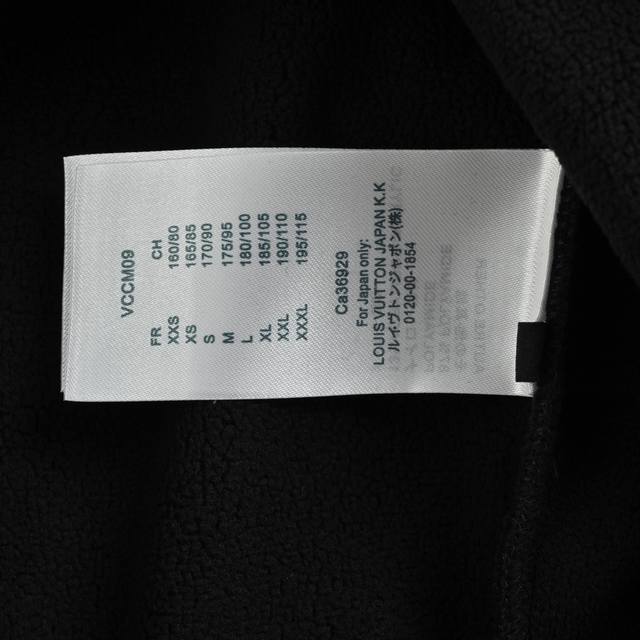 VCCM09
FR CH
XXS 160/80
XS 165/85
S 170/90
M 175/95
L 180/100
XL 185/105
XXL 190/110
XXXL 195/115
Ca36929
For Japan only:
LOUIS VUITTON JAPAN K.K
ルイ・ヴィトンジャポン(株)
0120-00-1854